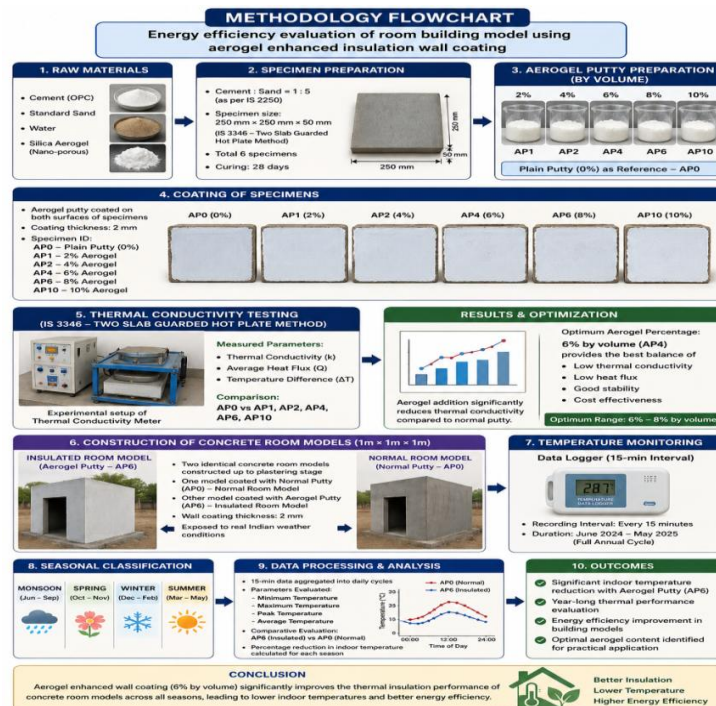 METHODOLOGY FLOWCHART
Energy efficiency evaluation of room building model using
aerogel enhanced insulation wall coating
1. RAW MATERIALS
• Cement (OPC)
• Standard Sand
• Water
• Silica Aerogel
(Nano-porous)
2. SPECIMEN PREPARATION
• Cement : Sand = 1 : 5
(as per IS 2250)
• Specimen size:
250 mm × 250 mm × 50 mm
(IS 3346 – Two Slab Guarded
Hot Plate Method)
• Total 6 specimens
• Curing: 28 days
250 mm
50 mm
250 mm
3. AEROGEL PUTTY PREPARATION
(BY VOLUME)
2% 4% 6% 8% 10%
AP1 AP2 AP4 AP6 AP10
Plain Putty (0%) as Reference – AP0
4. COATING OF SPECIMENS
• Aerogel putty coated on
both surfaces of specimens
• Coating thickness: 2 mm
• Specimen ID:
AP0 – Plain Putty (0%)
AP1 – 2% Aerogel
AP2 – 4% Aerogel
AP4 – 6% Aerogel
AP6 – 8% Aerogel
AP10 – 10% Aerogel
AP0 (0%) AP1 (2%) AP2 (4%) AP4 (6%) AP6 (8%) AP10 (10%)
5. THERMAL CONDUCTIVITY TESTING
(IS 3346 – TWO SLAB GUARDED HOT PLATE METHOD)
Experimental setup of
Thermal Conductivity Meter
Measured Parameters:
• Thermal Conductivity (k)
• Average Heat Flux (Q)
• Temperature Difference (ΔT)
Comparison:
AP0 vs AP1, AP2, AP4,
AP6, AP10
RESULTS & OPTIMIZATION
Aerogel addition significantly
reduces thermal conductivity
compared to normal putty.
Optimum Aerogel Percentage:
6% by volume (AP4)
provides the best balance of
• Low thermal conductivity
• Low heat flux
• Good stability
• Cost effectiveness
Optimum Range: 6% – 8% by volume
6. CONSTRUCTION OF CONCRETE ROOM MODELS (1m × 1m × 1m)
INSULATED ROOM MODEL
(Aerogel Putty – AP6)
• Two identical concrete room models
constructed up to plastering stage
• One model coated with Normal Putty
(AP0) – Normal Room Model
• Other model coated with Aerogel Putty
(AP6) – Insulated Room Model
• Wall coating thickness: 2 mm
Exposed to real Indian weather
conditions
NORMAL ROOM MODEL
(Normal Putty – AP0)
7. TEMPERATURE MONITORING
Data Logger (15-min Interval)
28.7
TEMPERATURE
DATA LOGGER
• Recording Interval: Every 15 minutes
• Duration: June 2024 – May 2025
(Full Annual Cycle)
8. SEASONAL CLASSIFICATION
MONSOON SPRING WINTER SUMMER
(Jun – Sep) (Oct – Nov) (Dec – Feb) (Mar – May)
9. DATA PROCESSING & ANALYSIS
• 15-min data aggregated into daily cycles
• Parameters Evaluated:
– Minimum Temperature
– Maximum Temperature
– Peak Temperature
– Average Temperature
• Comparative Evaluation:
AP6 (Insulated) vs AP0 (Normal)
• Percentage reduction in indoor temperature
calculated for each season
AP0 (Normal)
AP6 (Insulated)
Temperature (°C)
00:00 12:00 24:00
Time of Day
10. OUTCOMES
Significant indoor temperature
reduction with Aerogel Putty (AP6)
Year-long thermal performance
evaluation
Energy efficiency improvement in
building models
Optimal aerogel content identified
for practical application
CONCLUSION
Aerogel enhanced wall coating (6% by volume) significantly improves the thermal insulation performance of
concrete room models across all seasons, leading to lower indoor temperatures and better energy efficiency.
Better Insulation
Lower Temperature
Higher Energy Efficiency